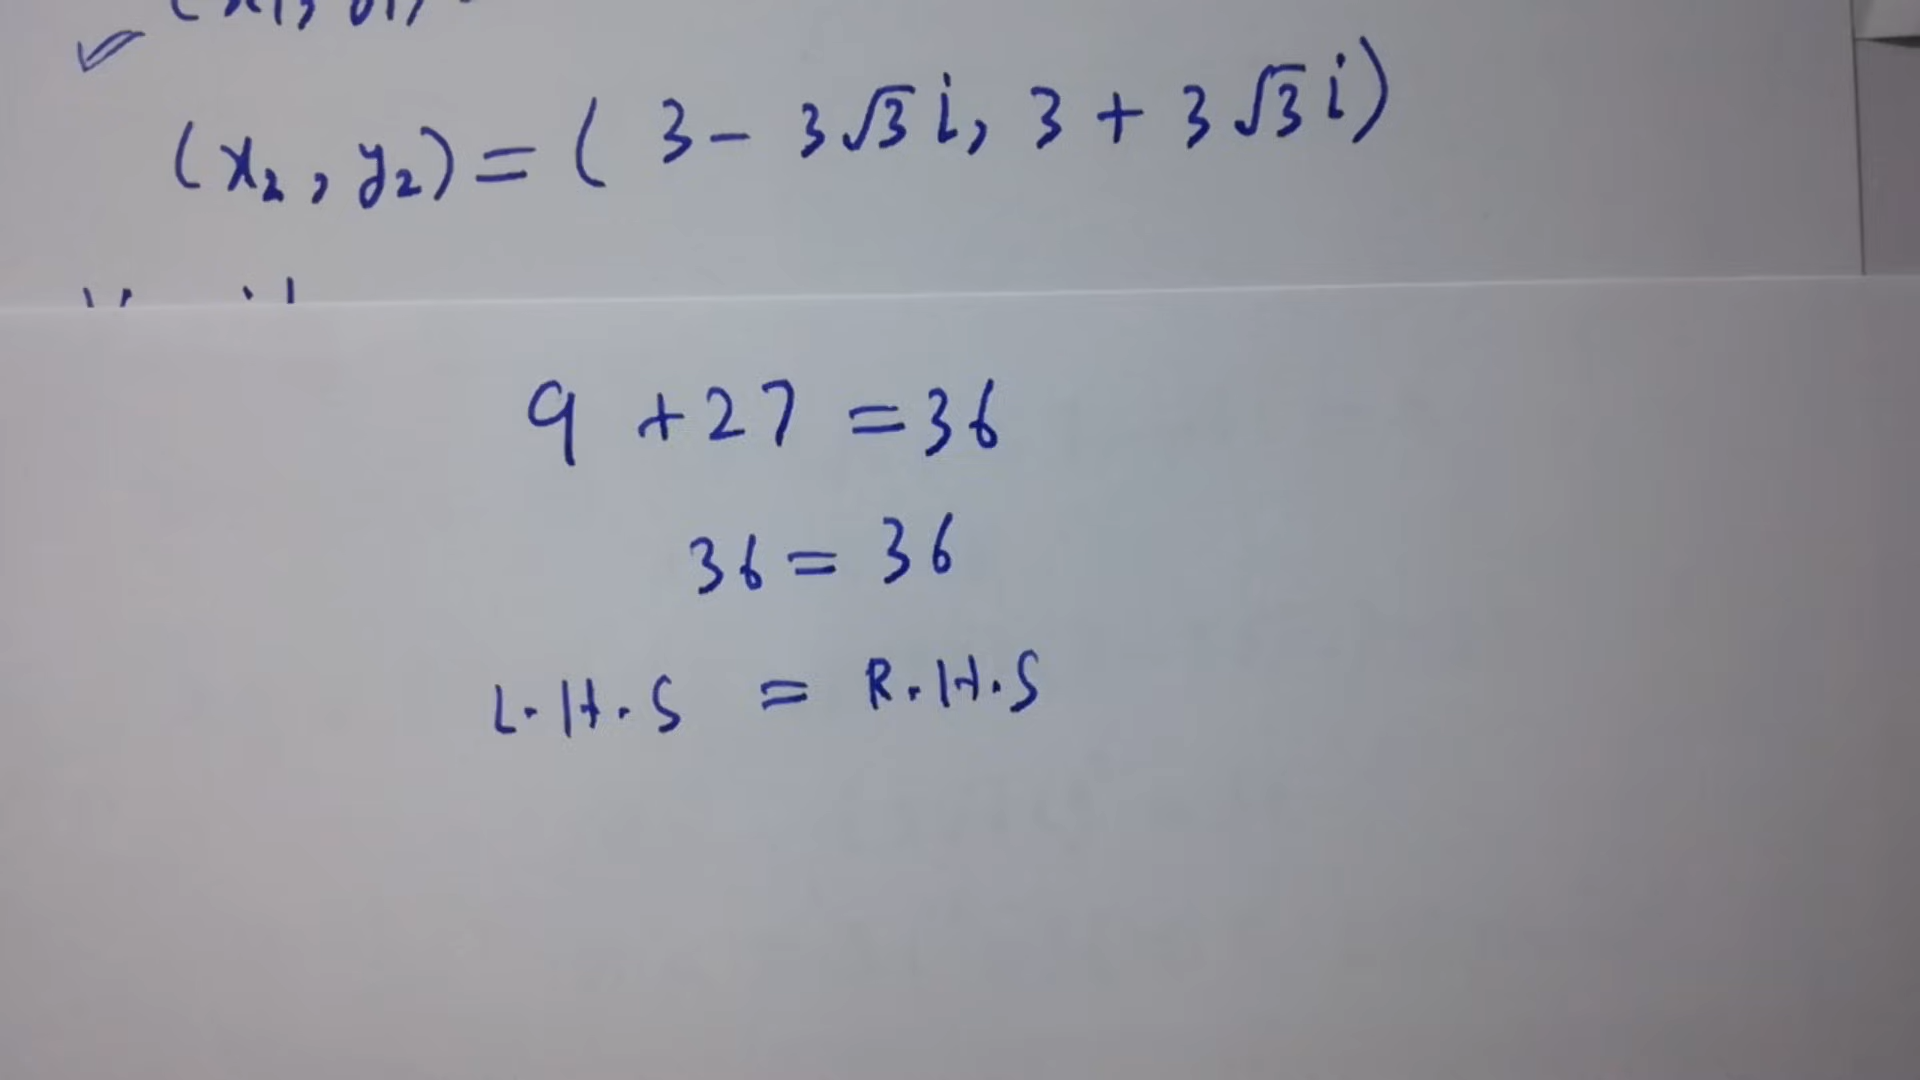 (x₂, y₂) = ( 3 - 3√3 i, 3 + 3√3 i)
9 + 27 = 36
36 = 36
L.H.S = R.H.S